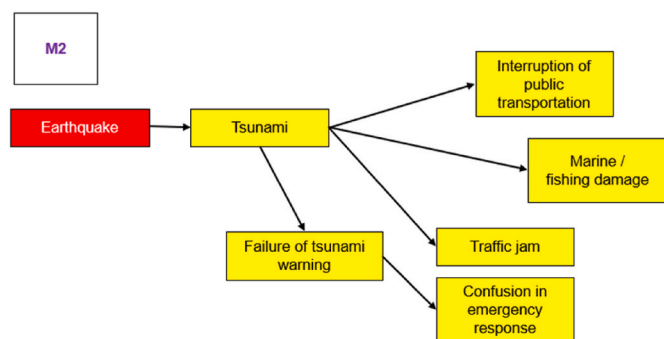 M2
Interruption of
public
transportation
Earthquake
Tsunami
Marine /
fishing damage
Failure of tsunami
warning
Traffic jam
Confusion in
emergency
response